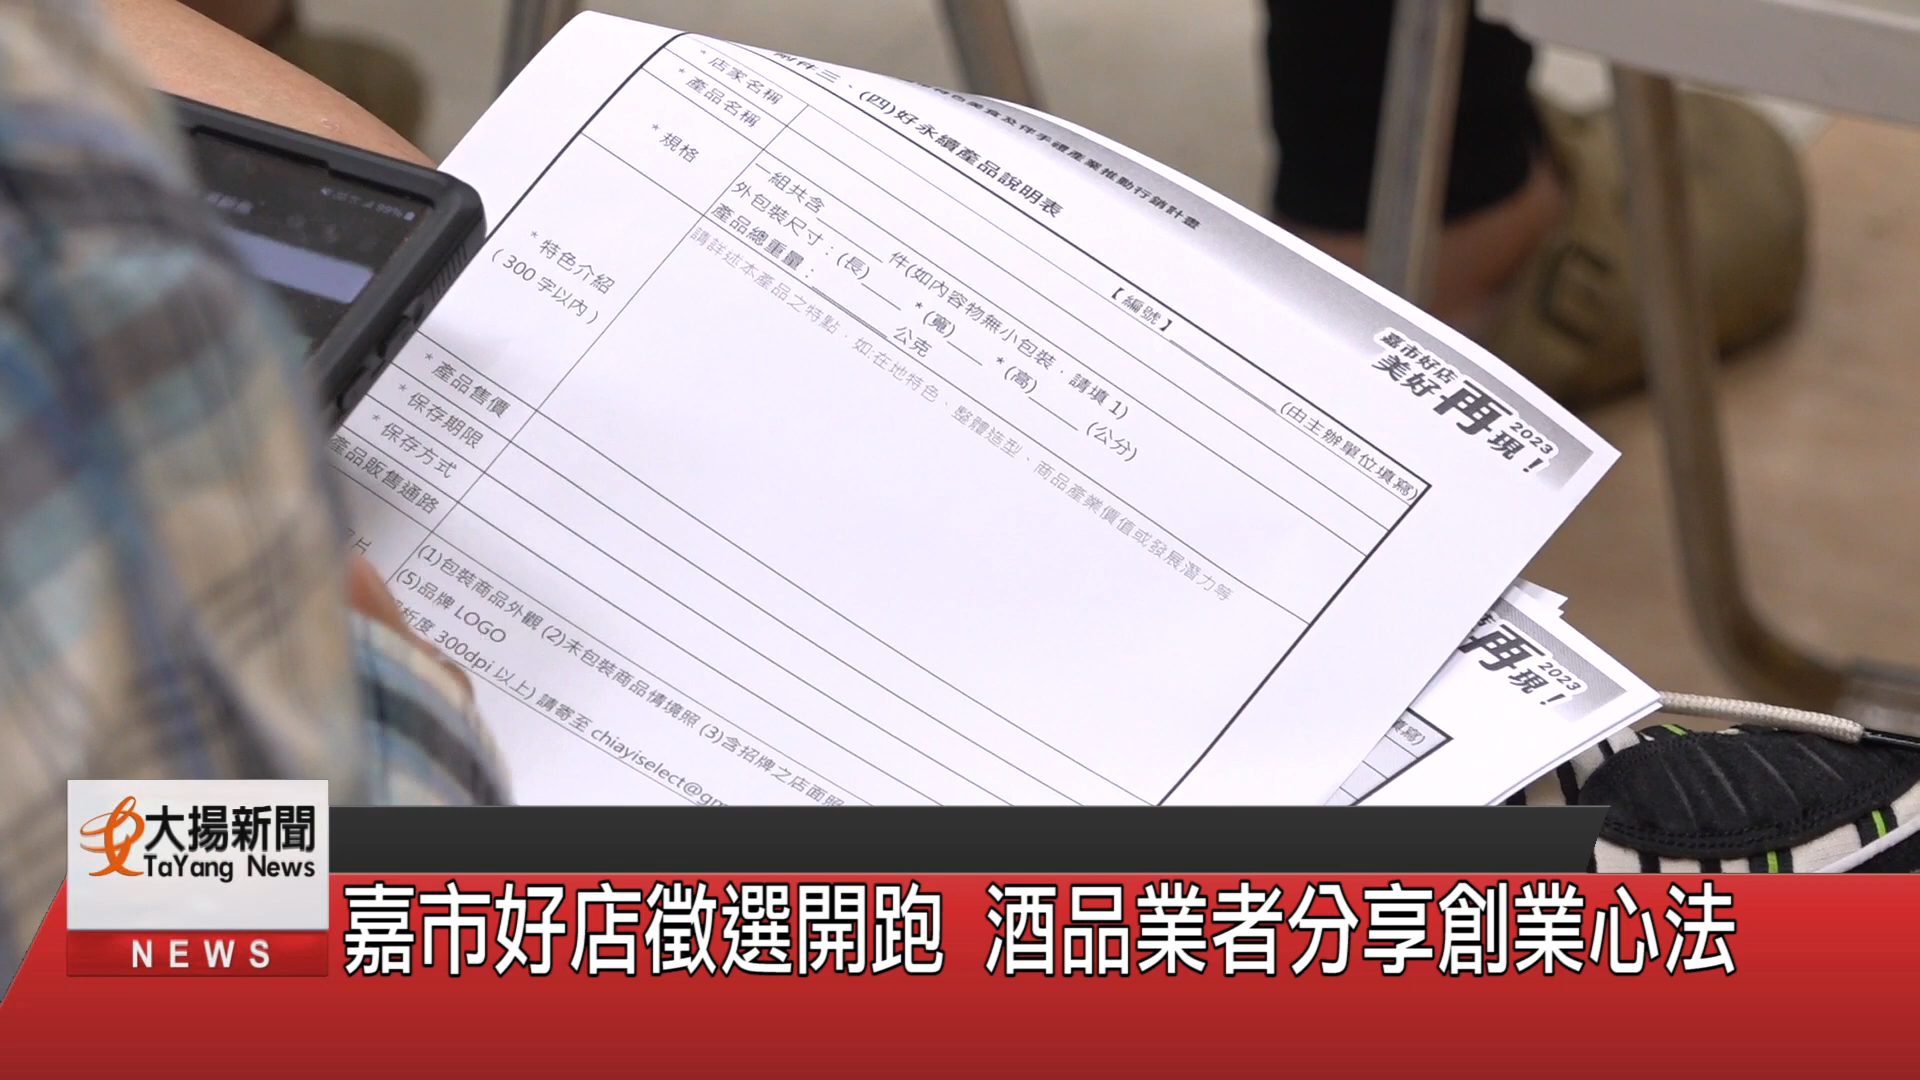 附件三、(四)好永續產品說明表
【編號】
(由主辦單位填寫)
嘉市好店
美好再現！
2023
*店家名稱
*產品名稱
*規格
一組共含 件(如內容物無小包裝，請填 1)
外包裝尺寸：(長) *(寬) *(高) (公分)
產品總重量： 公克
*特色介紹
(300 字以內)
請詳述本產品之特點，如:在地特色、整體造型、商品產業價值或發展潛力等
*產品售價
*保存期限
*保存方式
產品販售通路
片
(1)包裝商品外觀 (2)未包裝商品情境照 (3)含招牌之店面照
(5)品牌 LOGO
析度 300dpi 以上) 請寄至 chiayiselect@gm
再現！
2023
填寫)
大揚新聞
TaYang News
NEWS
嘉市好店徵選開跑 酒品業者分享創業心法